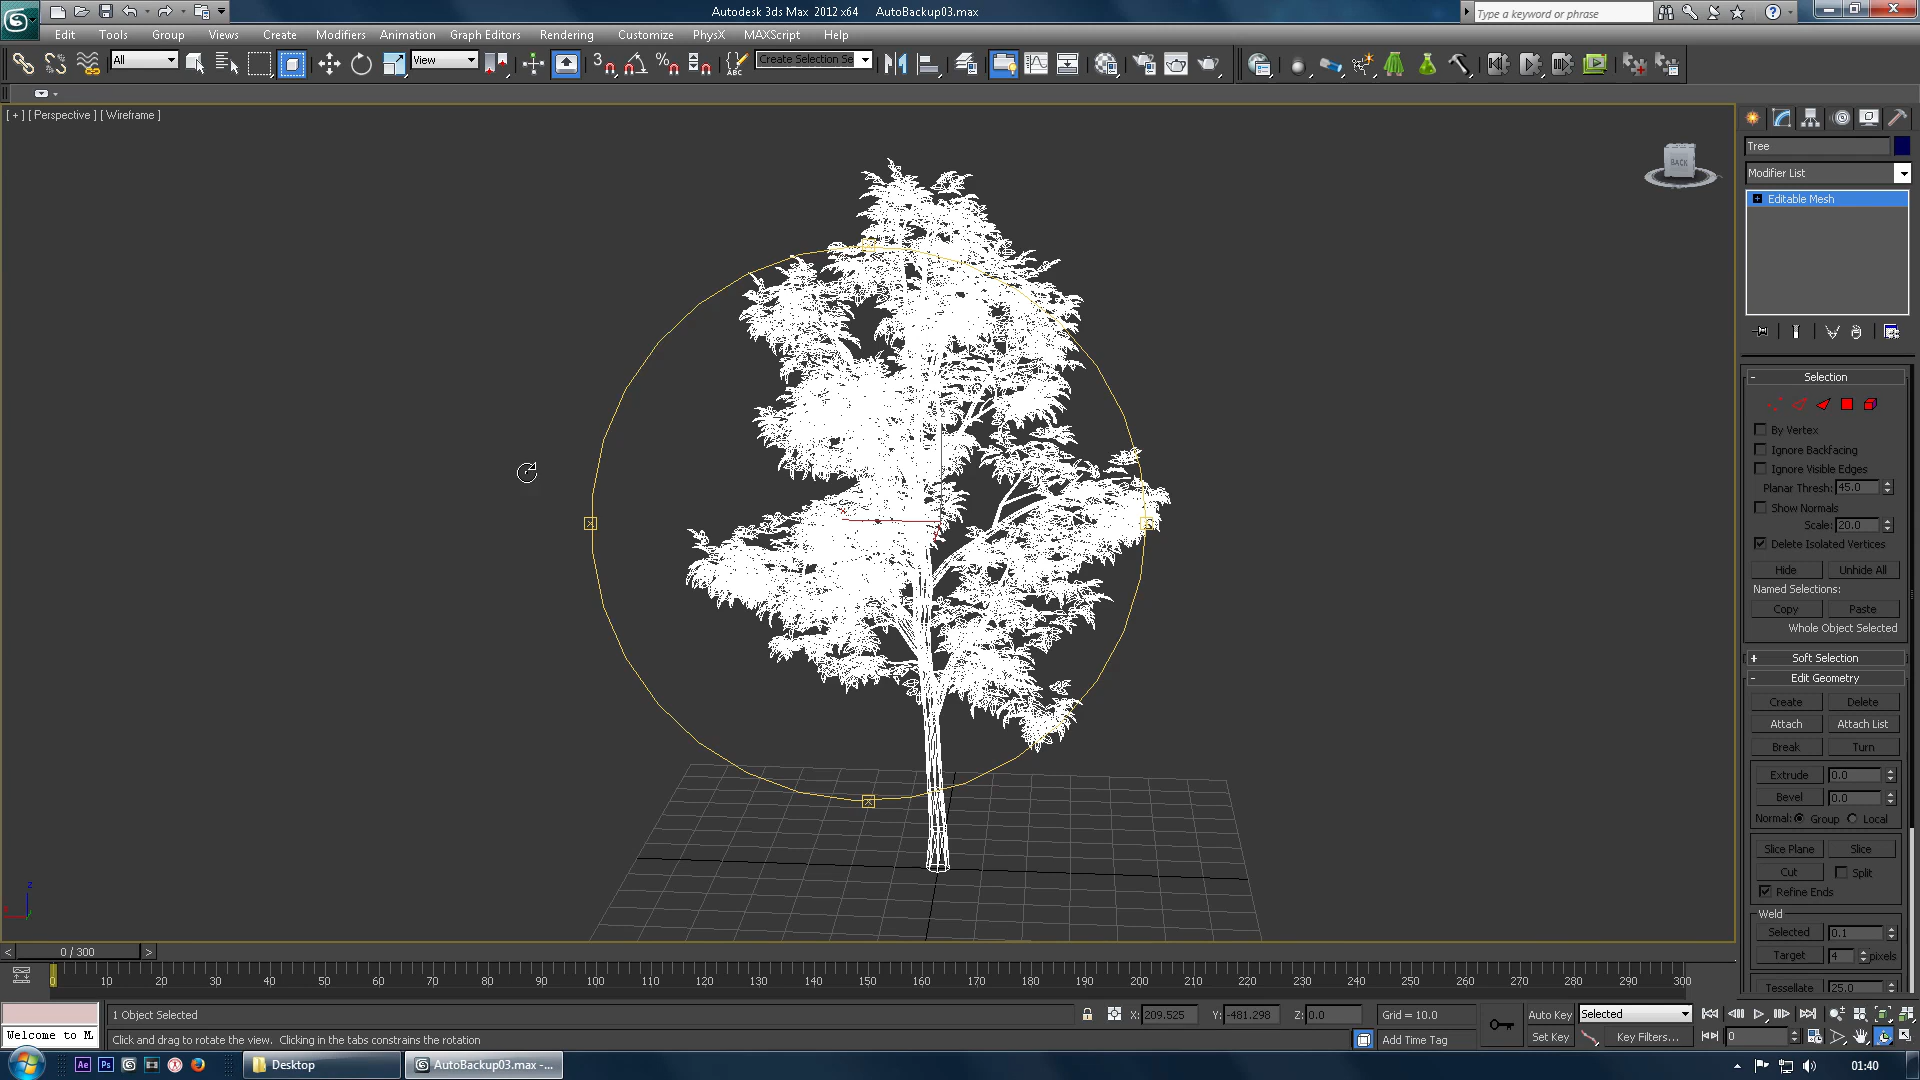 Autodesk 3ds Max 2012 x64 AutoBackup03.max
Type a keyword or phrase
Edit Tools Group Views Create Modifiers Animation Graph Editors Rendering Customize PhysX MAXScript Help
All View 3 Create Selection Se
[ + ] [ Perspective ] [ Wireframe ]
BACK
Tree
Modifier List
Editable Mesh
Selection
By Vertex
Ignore Backfacing
Ignore Visible Edges
Planar Thresh: 45.0
Show Normals
Scale: 20.0
Delete Isolated Vertices
Hide Unhide All
Named Selections:
Copy Paste
Whole Object Selected
Soft Selection
Edit Geometry
Create Delete
Attach Attach List
Break Turn
Extrude 0.0
Bevel 0.0
Normal: Group Local
Slice Plane Slice
Cut Split
Refine Ends
Weld
Selected 0.1
Target 4 pixels
Tessellate 25.0
z
< 0 / 300 >
0 10 20 30 40 50 60 70 80 90 100 110 120 130 140 150 160 170 180 190 200 210 220 230 240 250 260 270 280 290 300
1 Object Selected X: 209.525 Y: -481.298 Z: 0.0 Grid = 10.0 Auto Key Selected
Welcome to M. Click and drag to rotate the view. Clicking in the tabs constrains the rotation Add Time Tag Set Key Key Filters... 0
Ae Ps Desktop AutoBackup03.max -... 01:40